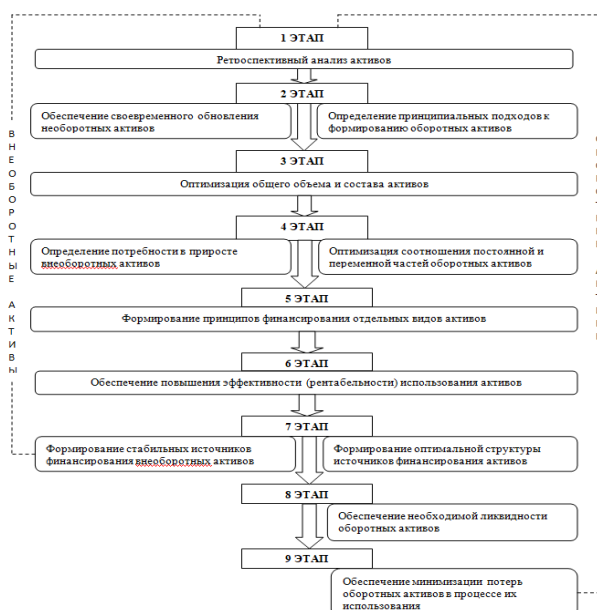 1 ЭТАП
Ретроспективный анализ активов
2 ЭТАП
Обеспечение своевременного обновления
необоротных активов
Определение принципиальных подходов к
формированию оборотных активов
3 ЭТАП
Оптимизация общего объема и состава активов
4 ЭТАП
Определение потребности в приросте
внеоборотных активов
Оптимизация соотношения постоянной и
переменной частей оборотных активов
5 ЭТАП
Формирование принципов финансирования отдельных видов активов
6 ЭТАП
Обеспечение повышения эффективности (рентабельности) использования активов
7 ЭТАП
Формирование стабильных источников
финансирования внеоборотных активов
Формирование оптимальной структуры
источников финансирования активов
8 ЭТАП
Обеспечение необходимой ликвидности
оборотных активов
9 ЭТАП
Обеспечение минимизации потерь
оборотных активов в процессе их
использования
ВНЕОБОРОТНЫЕ АКТИВЫ